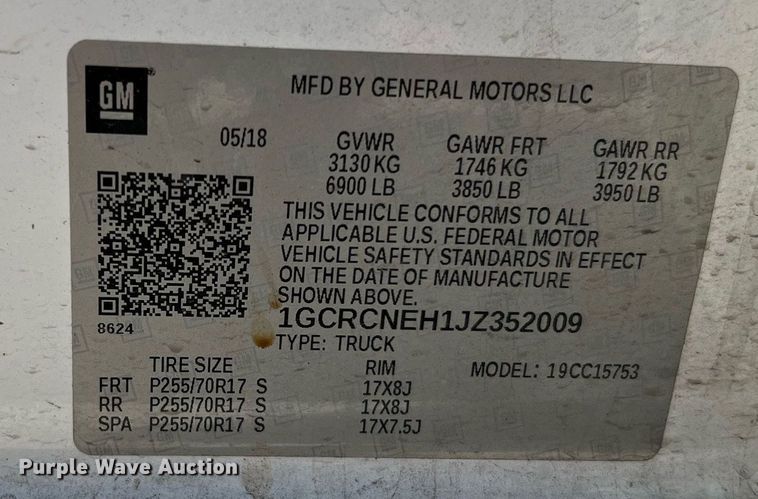 GM
MFD BY GENERAL MOTORS LLC
05/18 GVWR GAWR FRT GAWR RR
3130 KG 1746 KG 1792 KG
6900 LB 3850 LB 3950 LB
THIS VEHICLE CONFORMS TO ALL
APPLICABLE U.S. FEDERAL MOTOR
VEHICLE SAFETY STANDARDS IN EFFECT
ON THE DATE OF MANUFACTURE
SHOWN ABOVE.
8624
1GCRCNEH1JZ352009
TYPE: TRUCK
TIRE SIZE RIM MODEL: 19CC15753
FRT P255/70R17 S 17X8J
RR P255/70R17 S 17X8J
SPA P255/70R17 S 17X7.5J
Purple Wave Auction